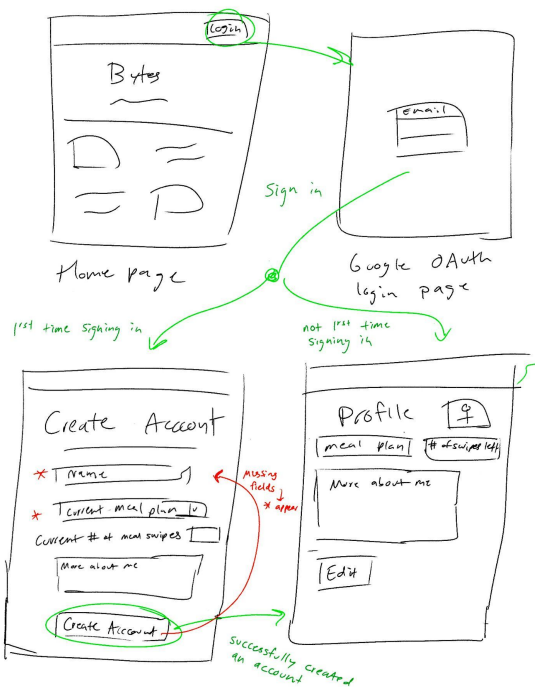 Login
Bytes
Home page
Email
Google OAuth
login page
Sign in
1rst time signing in
not 1rst time
signing in
Create Account
* Name
* Current meal plan
Current # of meal swipes
More about me
Create Account
Missing
fields
* appear
successfully created
an account
Profile
meal plan
# of swipes left
More about me
Edit